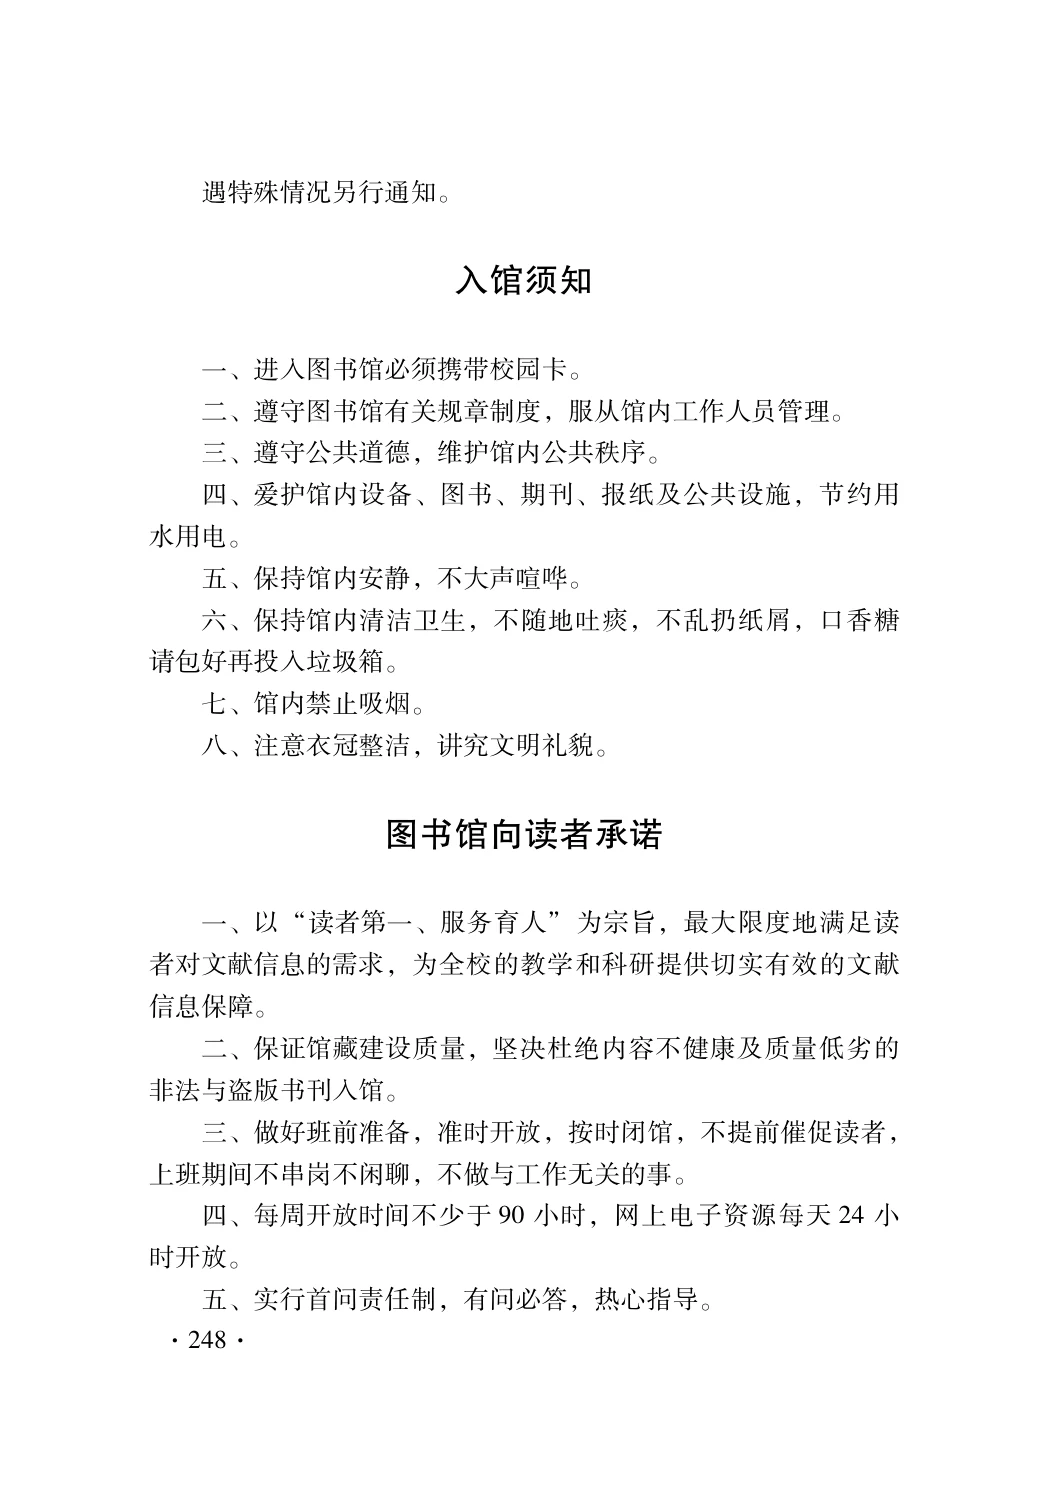 遇特殊情况另行通知。
入馆须知
一、进入图书馆必须携带校园卡。
二、遵守图书馆有关规章制度，服从馆内工作人员管理。
三、遵守公共道德，维护馆内公共秩序。
四、爱护馆内设备、图书、期刊、报纸及公共设施，节约用
水用电。
五、保持馆内安静，不大声喧哗。
六、保持馆内清洁卫生，不随地吐痰，不乱扔纸屑，口香糖
请包好再投入垃圾箱。
七、馆内禁止吸烟。
八、注意衣冠整洁，讲究文明礼貌。
图书馆向读者承诺
一、以“读者第一、服务育人”为宗旨，最大限度地满足读
者对文献信息的需求，为全校的教学和科研提供切实有效的文献
信息保障。
二、保证馆藏建设质量，坚决杜绝内容不健康及质量低劣的
非法与盗版书刊入馆。
三、做好班前准备，准时开放，按时闭馆，不提前催促读者，
上班期间不串岗不闲聊，不做与工作无关的事。
四、每周开放时间不少于 90 小时，网上电子资源每天 24 小
时开放。
五、实行首问责任制，有问必答，热心指导。
·248·